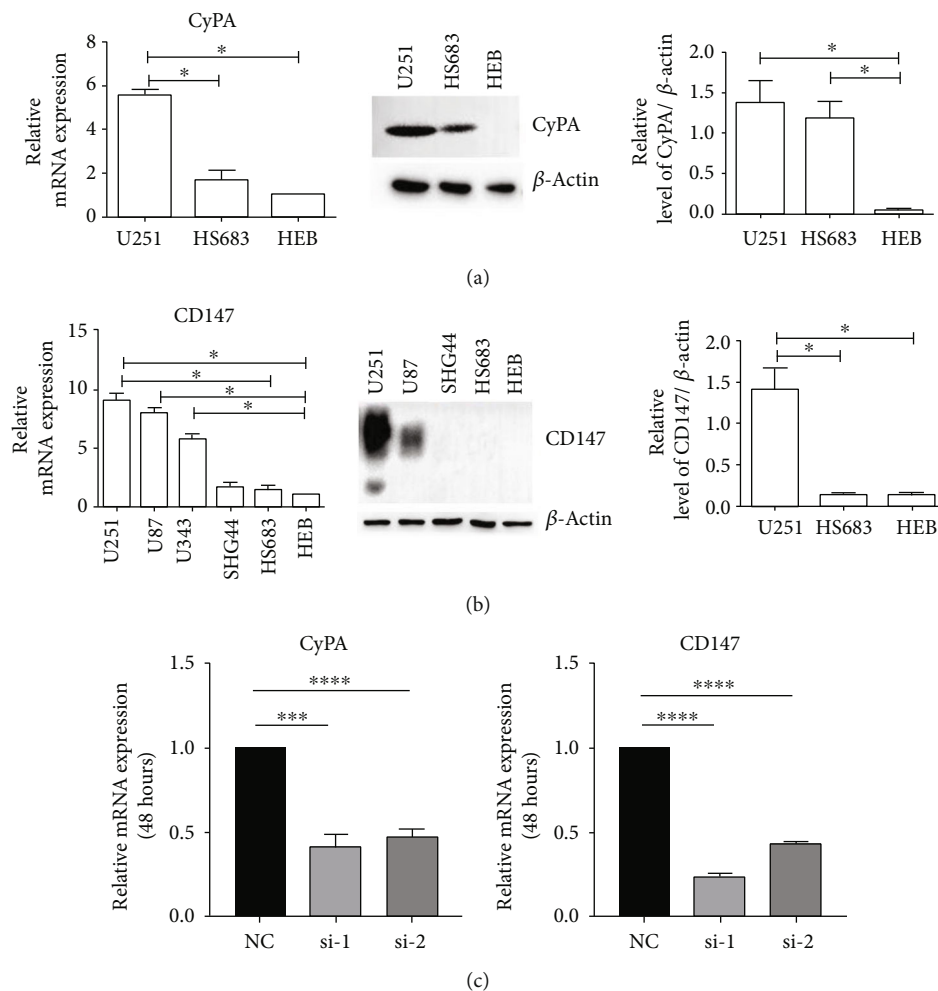 CyPA
Relative
mRNA expression
8
6
4
2
0
*
*
U251
HS683
HEB
U251
HS683
HEB
CyPA
β-Actin
Relative
level of CyPA/ β-actin
2.0
1.5
1.0
0.5
0.0
*
*
U251
HS683
HEB
(a)
CD147
Relative
mRNA expression
15
10
5
0
*
*
*
*
U251
U87
U343
SHG44
HS683
HEB
U251
U87
SHG44
HS683
HEB
CD147
β-Actin
Relative
level of CD147/ β-actin
2.0
1.5
1.0
0.5
0.0
*
*
U251
HS683
HEB
(b)
CyPA
Relative mRNA expression
(48 hours)
1.5
1.0
0.5
0.0
****
***
NC
si-1
si-2
CD147
Relative mRNA expression
(48 hours)
1.5
1.0
0.5
0.0
****
****
NC
si-1
si-2
(c)